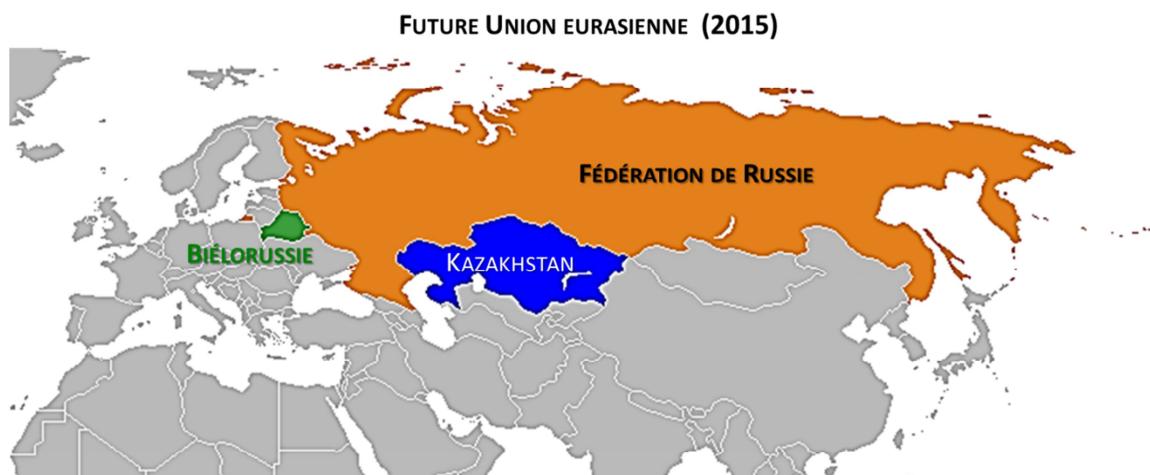 FUTURE UNION EURASIENNE (2015)
FÉDÉRATION DE RUSSIE
BIÉLORUSSIE
KAZAKHSTAN